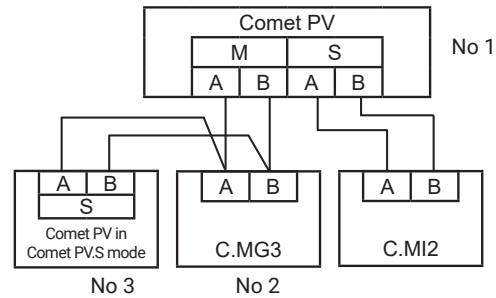 Comet PV
M S
A B A B
No 1
A B
S
Comet PV in
Comet PV.S mode
No 3
A B
C.MG3
No 2
A B
C.MI2